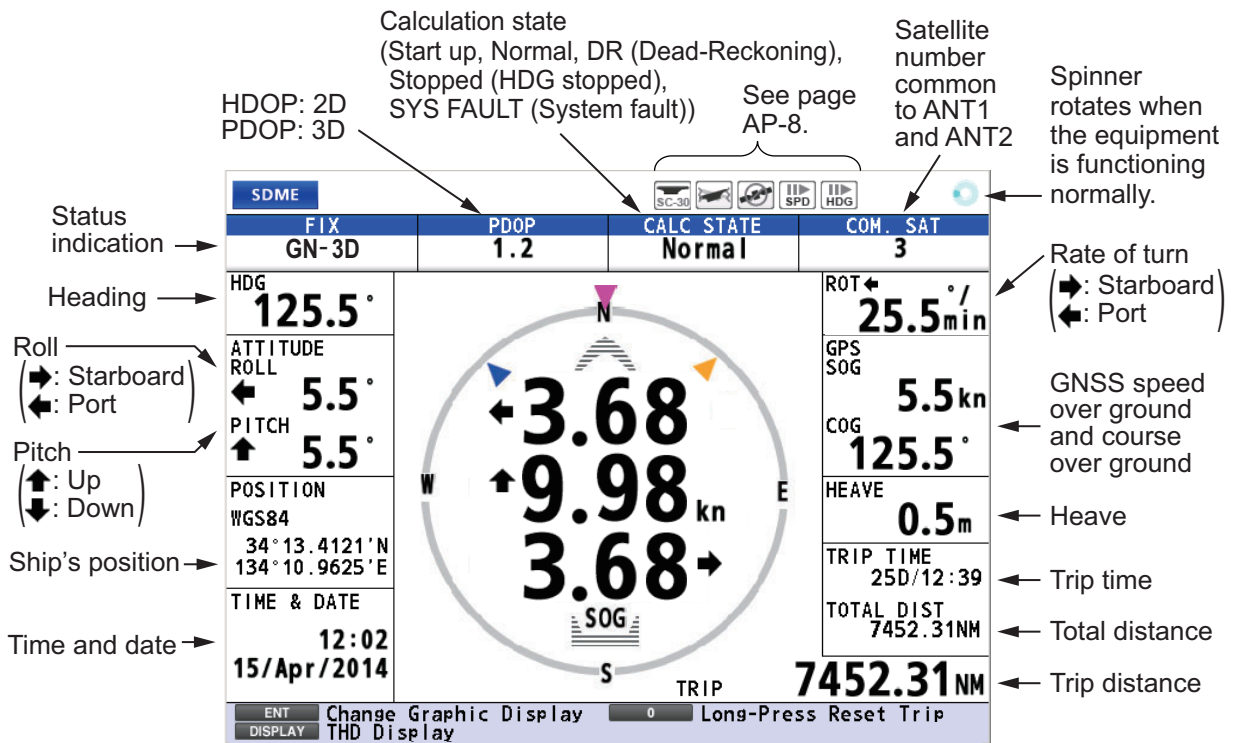 Calculation state
(Start up, Normal, DR (Dead-Reckoning),
Stopped (HDG stopped),
SYS FAULT (System fault))
HDOP: 2D
PDOP: 3D
See page
AP-8.
Satellite
number
common
to ANT1
and ANT2
Spinner
rotates when
the equipment
is functioning
normally.
Status
indication
Heading
Roll
(➡: Starboard
⬅: Port)
Pitch
(⬆: Up
⬇: Down)
Ship's position
Time and date
SDME
SC-30
SPD
HDG
FIX
GN-3D
PDOP
1.2
CALC STATE
Normal
COM. SAT
3
HDG
125.5°
ATTITUDE
ROLL
⬅ 5.5°
PITCH
⬆ 5.5°
POSITION
WGS84
34°13.4121'N
134°10.9625'E
TIME & DATE
12:02
15/Apr/2014
N
W
E
S
⬅3.68
⬆9.98 kn
3.68➡
SOG
ROT⬅
25.5°/min
GPS
SOG
5.5kn
COG
125.5°
HEAVE
0.5m
TRIP TIME
25D/12:39
TOTAL DIST
7452.31NM
TRIP 7452.31NM
ENT Change Graphic Display 0 Long-Press Reset Trip
DISPLAY THD Display
Rate of turn
(➡: Starboard
⬅: Port)
GNSS speed
over ground
and course
over ground
Heave
Trip time
Total distance
Trip distance